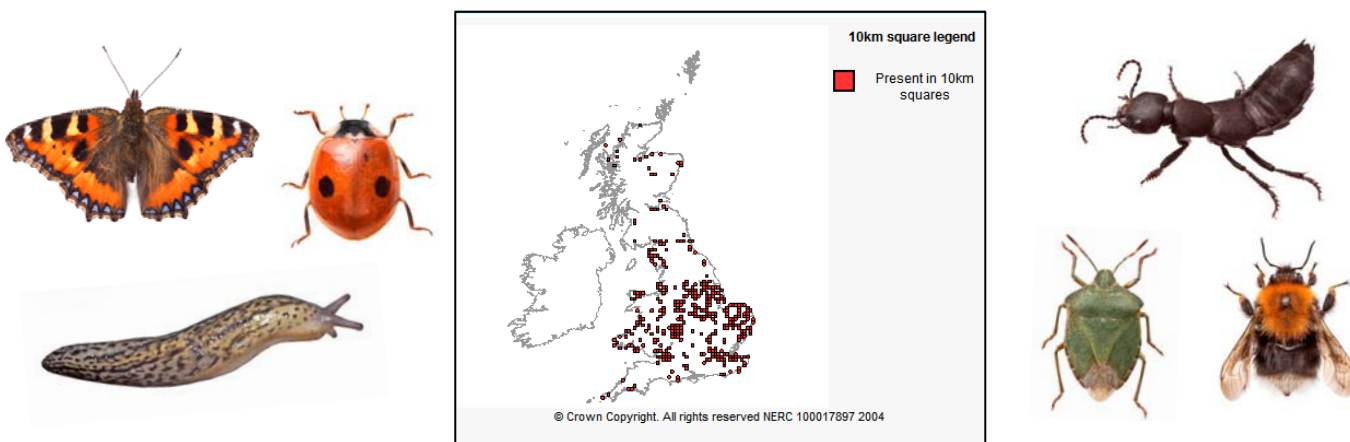 10km square legend
Present in 10km
squares
© Crown Copyright. All rights reserved NERC 100017897 2004